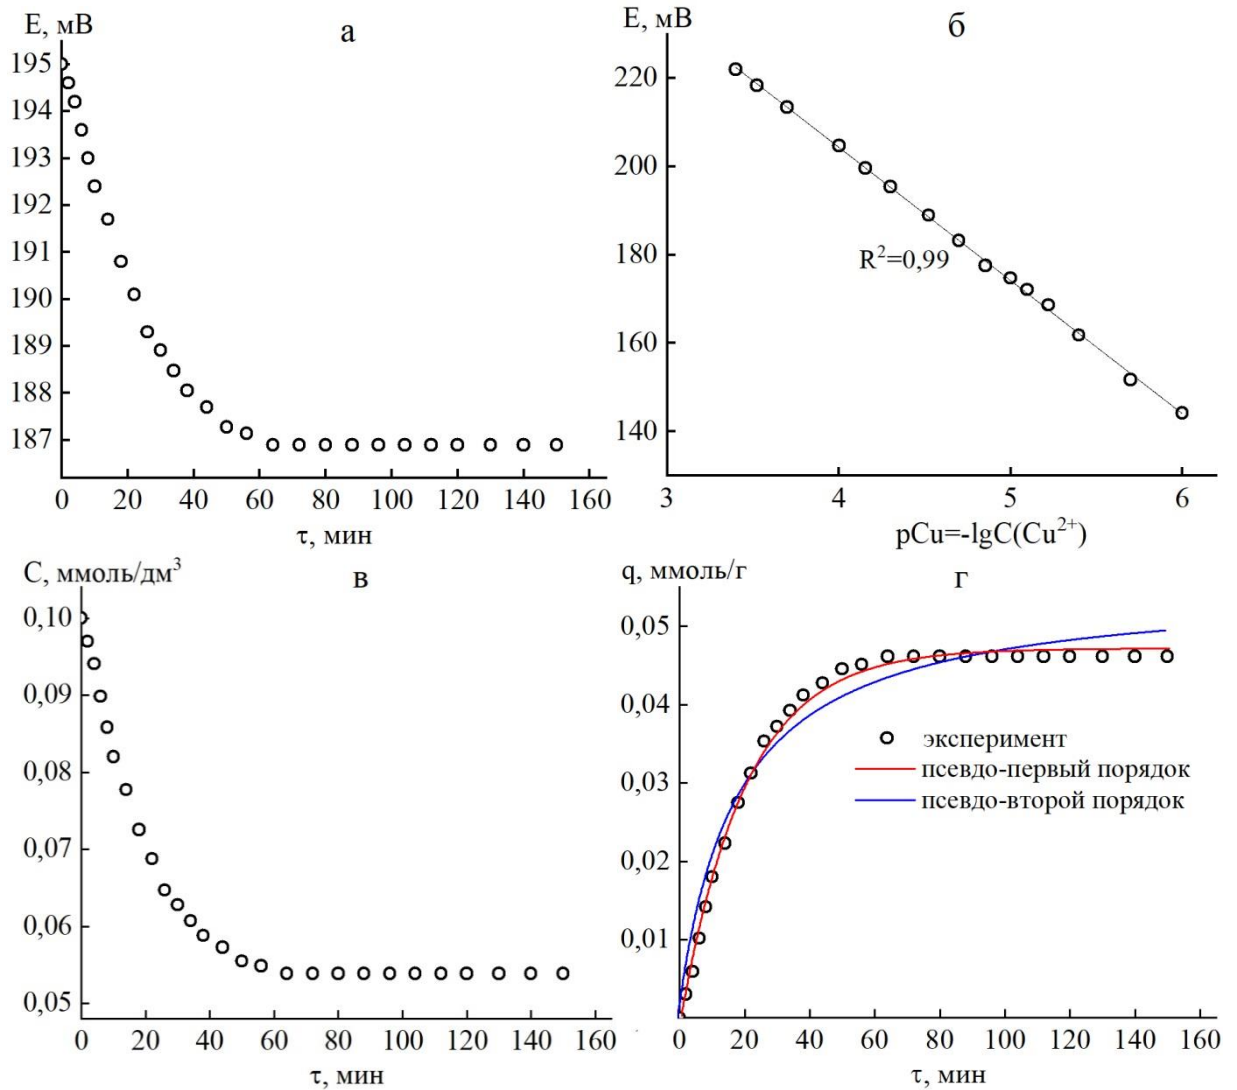 E, мВ
а
195
194
193
192
191
190
189
188
187
0 20 40 60 80 100 120 140 160
τ, мин
E, мВ
б
220
200
180
160
140
R²=0,99
3 4 5 6
pCu=-lgC(Cu²⁺)
C, ммоль/дм³
в
0,10
0,09
0,08
0,07
0,06
0,05
0 20 40 60 80 100 120 140 160
τ, мин
q, ммоль/г
г
0,05
0,04
0,03
0,02
0,01
эксперимент
псевдо-первый порядок
псевдо-второй порядок
0 20 40 60 80 100 120 140 160
τ, мин